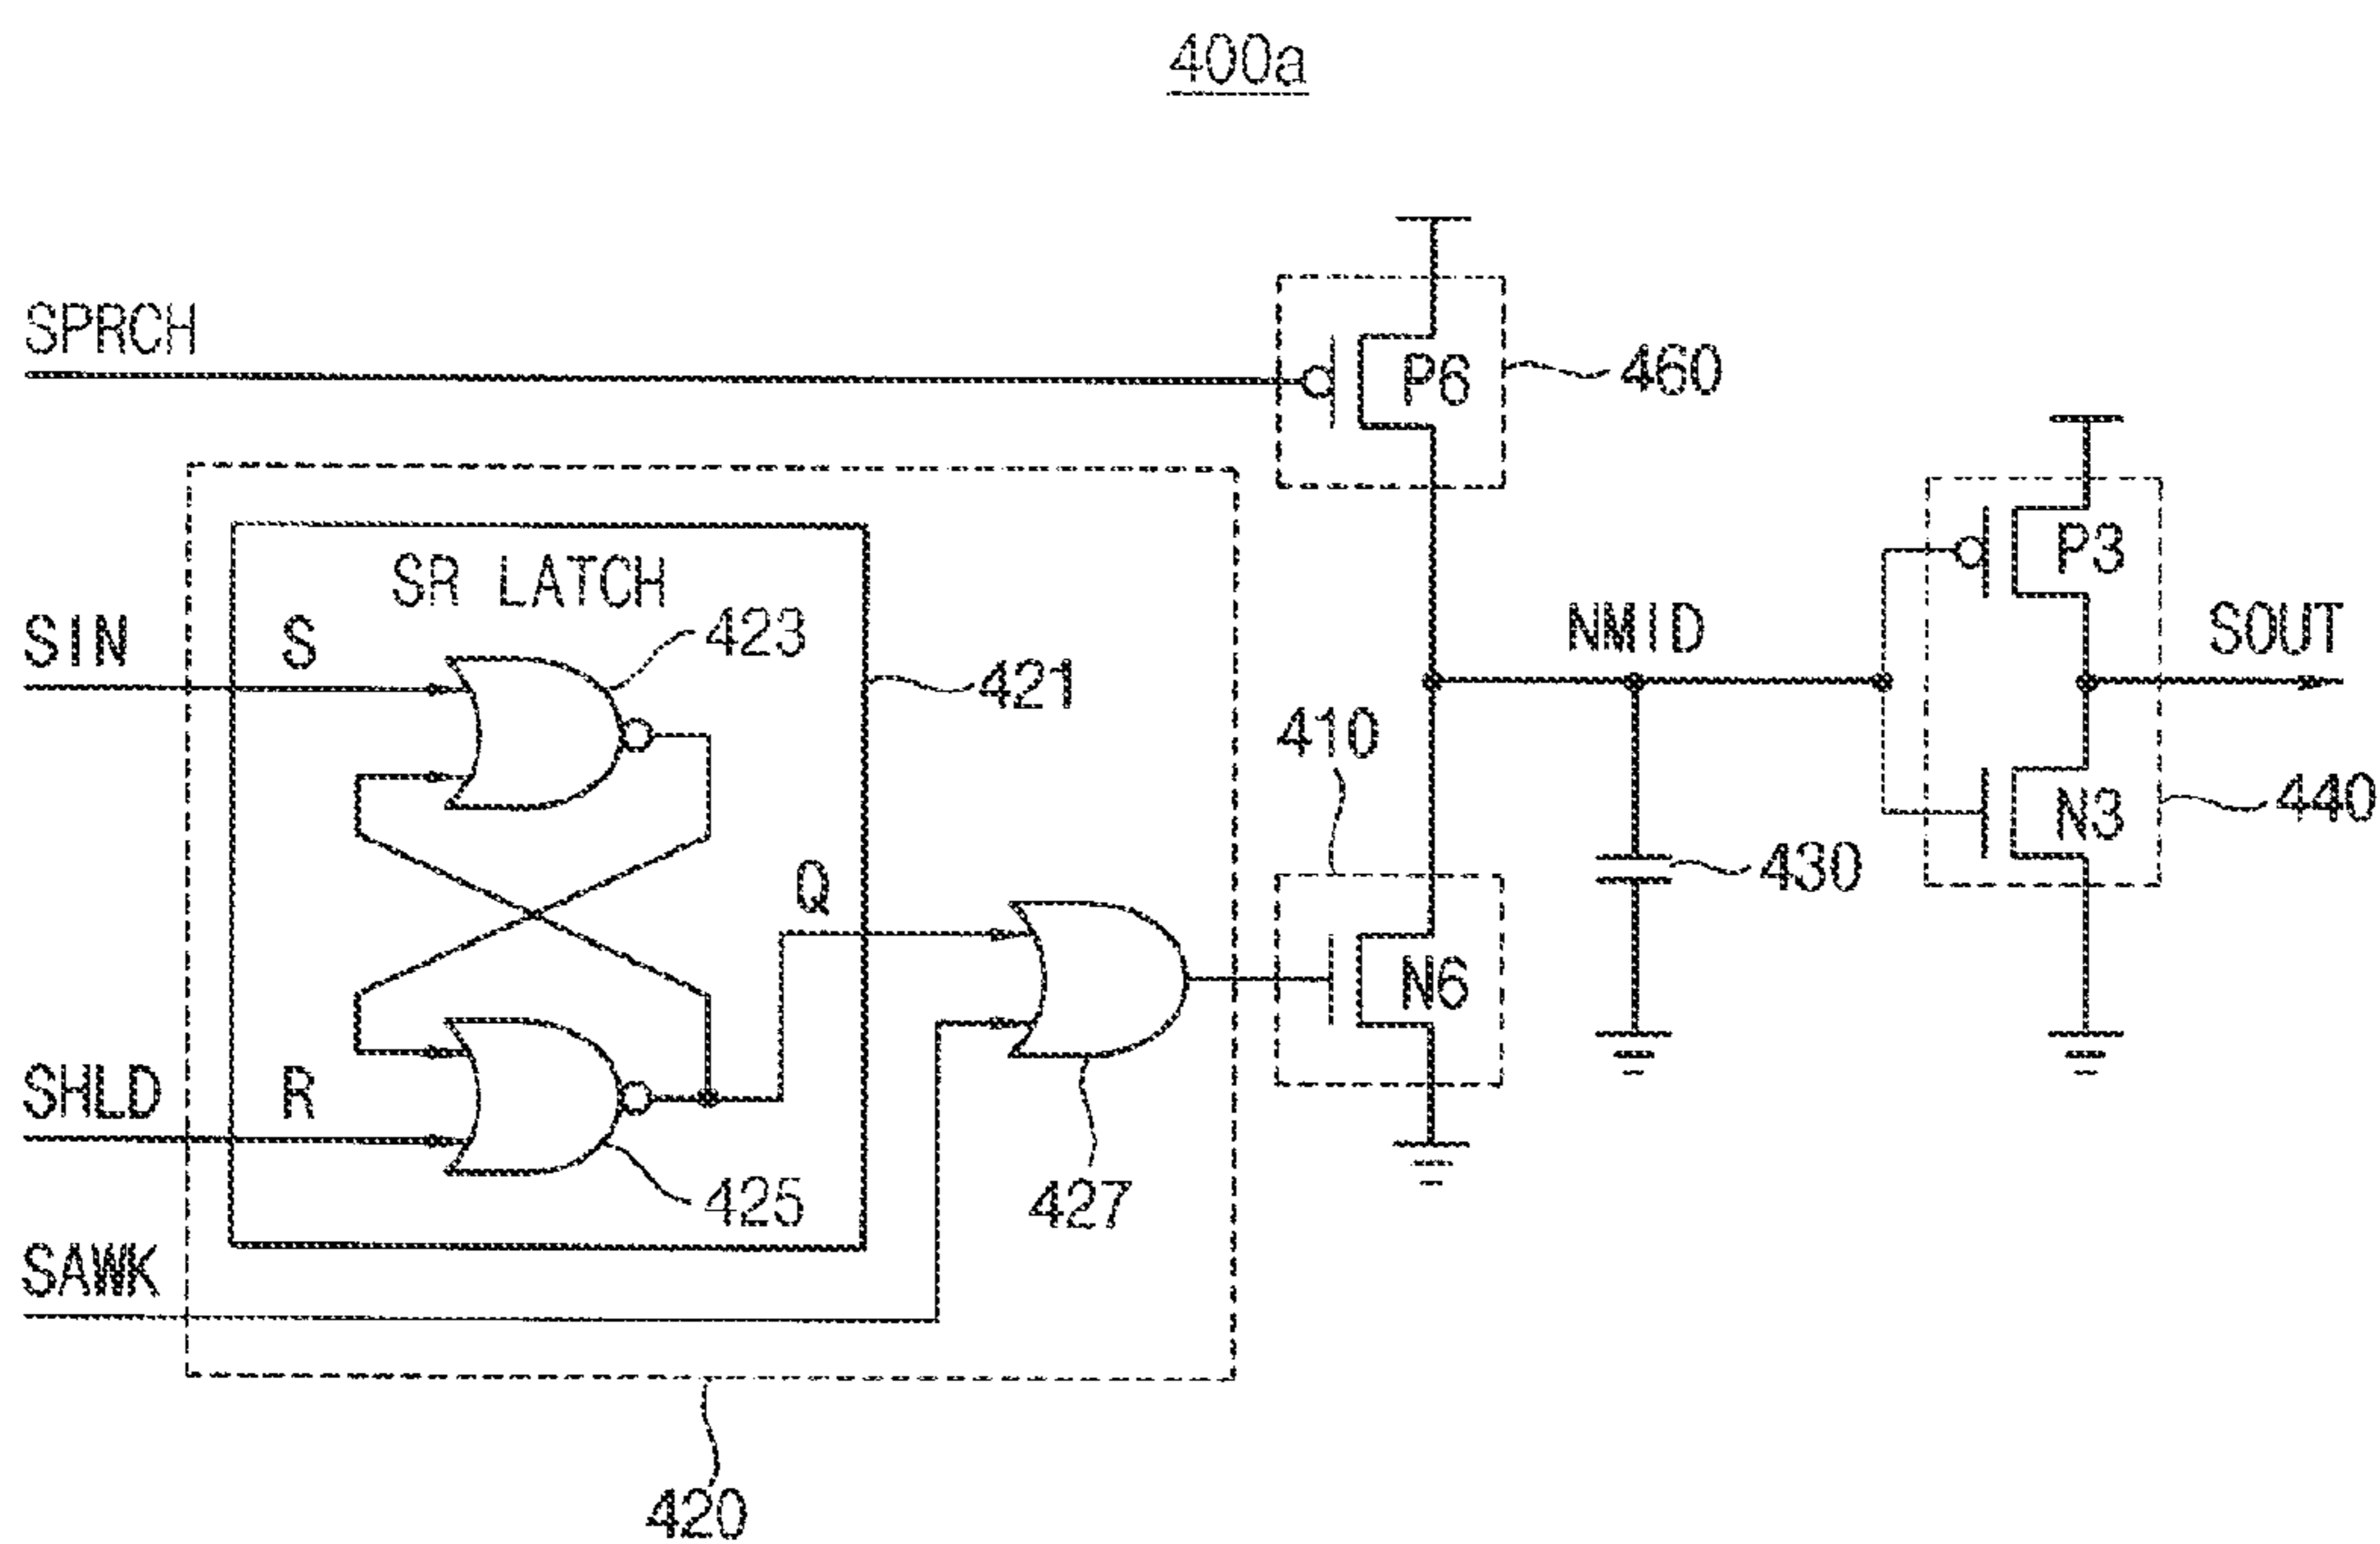 400a
SPRCH
P6
460
SR LATCH
P3
SIN
S
423
421
NMID
SOUT
410
N3
440
430
Q
N6
SHLD
R
425
427
SAWK
420